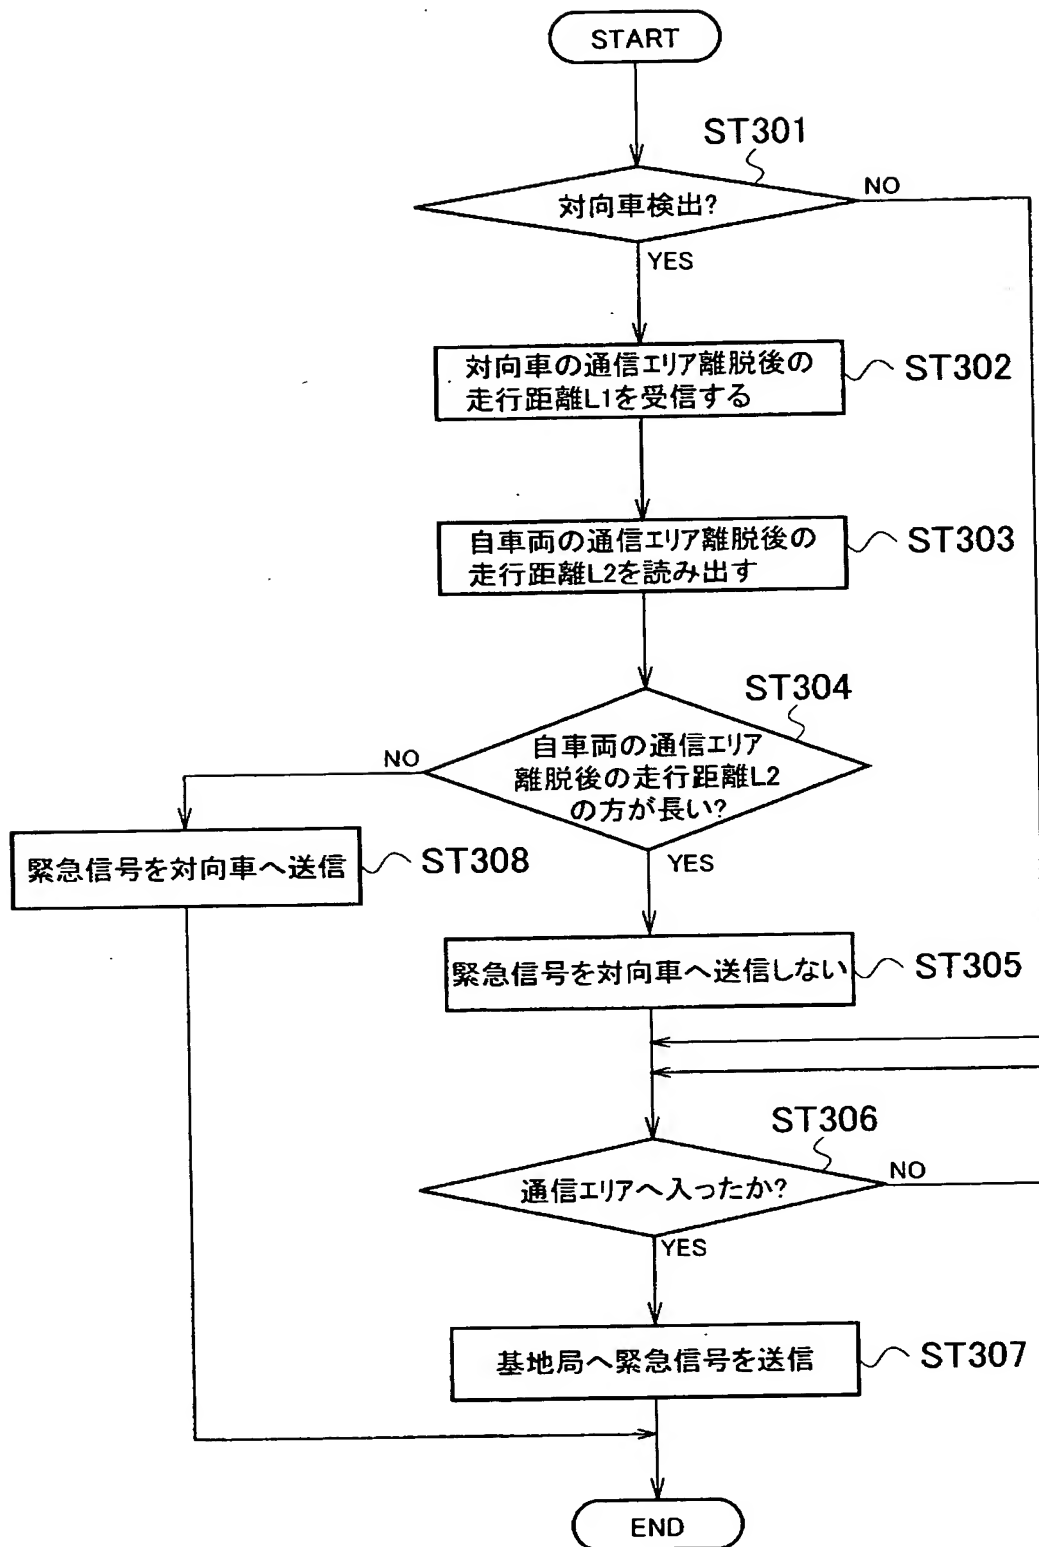 START
ST301
対向車検出?
NO
YES
対向車の通信エリア離脱後の
走行距離L1を受信する
ST302
自車両の通信エリア離脱後の
走行距離L2を読み出す
ST303
ST304
自車両の通信エリア
離脱後の走行距離L2
の方が長い?
NO
YES
緊急信号を対向車へ送信
ST308
緊急信号を対向車へ送信しない
ST305
ST306
通信エリアへ入ったか?
NO
YES
基地局へ緊急信号を送信
ST307
END